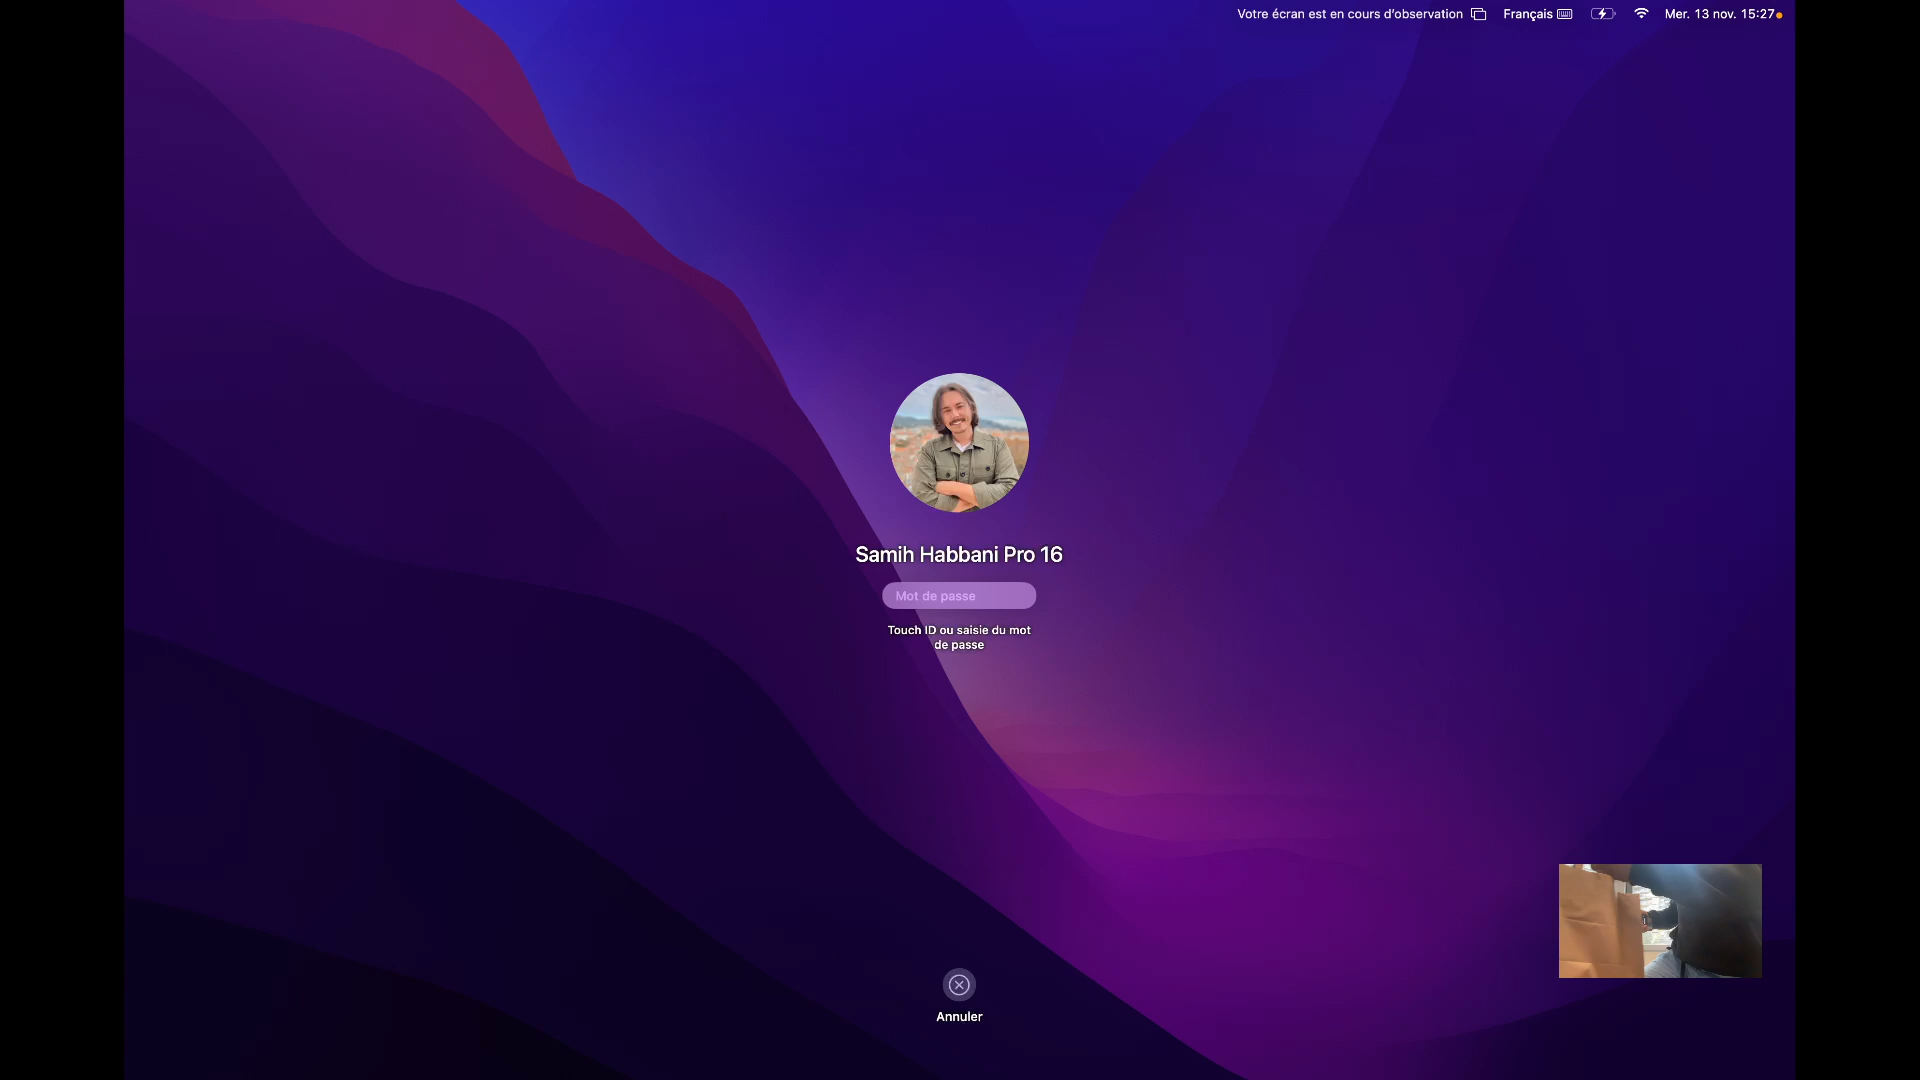 Votre écran est en cours d’observation Français Mer. 13 nov. 15:27
Samih Habbani Pro 16
Mot de passe
Touch ID ou saisie du mot
de passe
Annuler